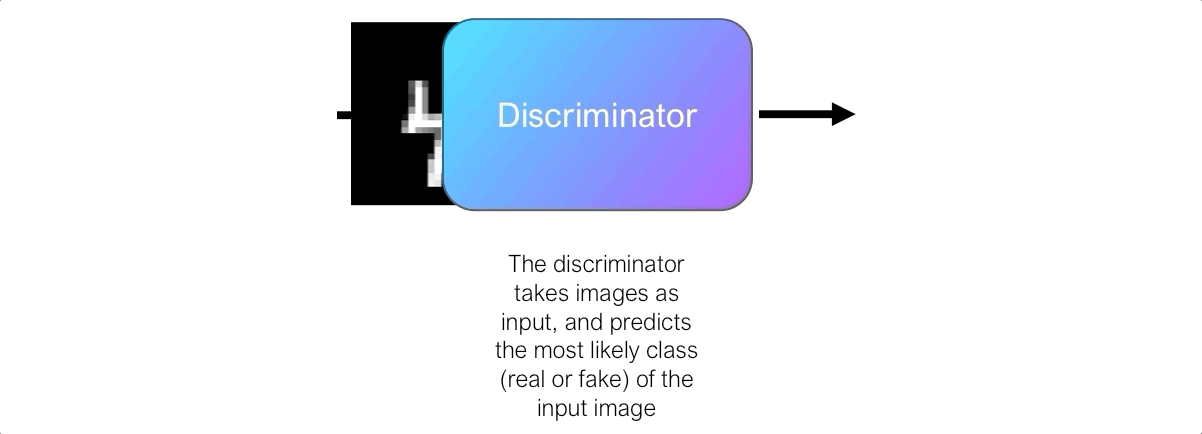 Discriminator
The discriminator
takes images as
input, and predicts
the most likely class
(real or fake) of the
input image